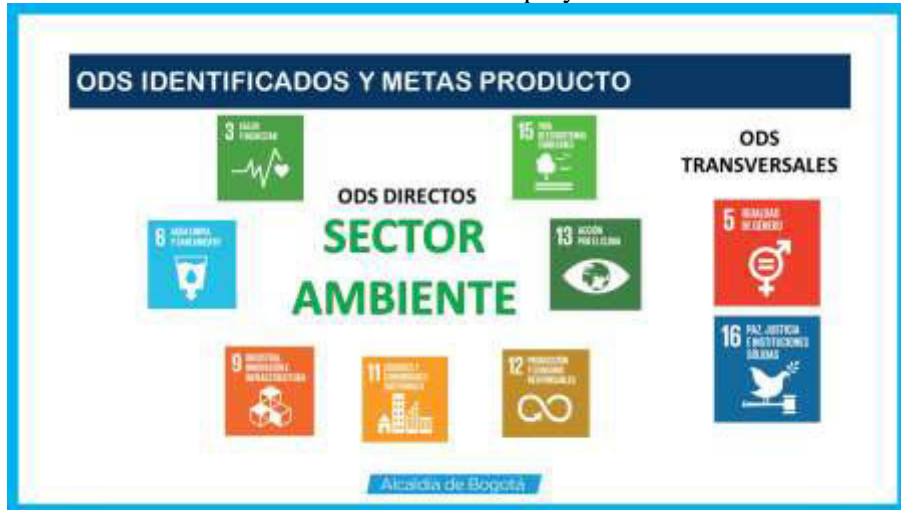 ODS IDENTIFICADOS Y METAS PRODUCTO
3 SALUD
Y BIENESTAR
15 VIDA
DE ECOSISTEMAS
TERRESTRES
ODS
TRANSVERSALES
ODS DIRECTOS
SECTOR
AMBIENTE
6 AGUA LIMPIA
Y SANEAMIENTO
13 ACCIÓN
POR EL CLIMA
5 IGUALDAD
DE GÉNERO
16 PAZ, JUSTICIA
E INSTITUCIONES
SÓLIDAS
9 INDUSTRIA,
INNOVACIÓN E
INFRAESTRUCTURA
11 CIUDADES Y
COMUNIDADES
SOSTENIBLES
12 PRODUCCIÓN
Y CONSUMO
RESPONSABLES
Alcaldía de Bogotá